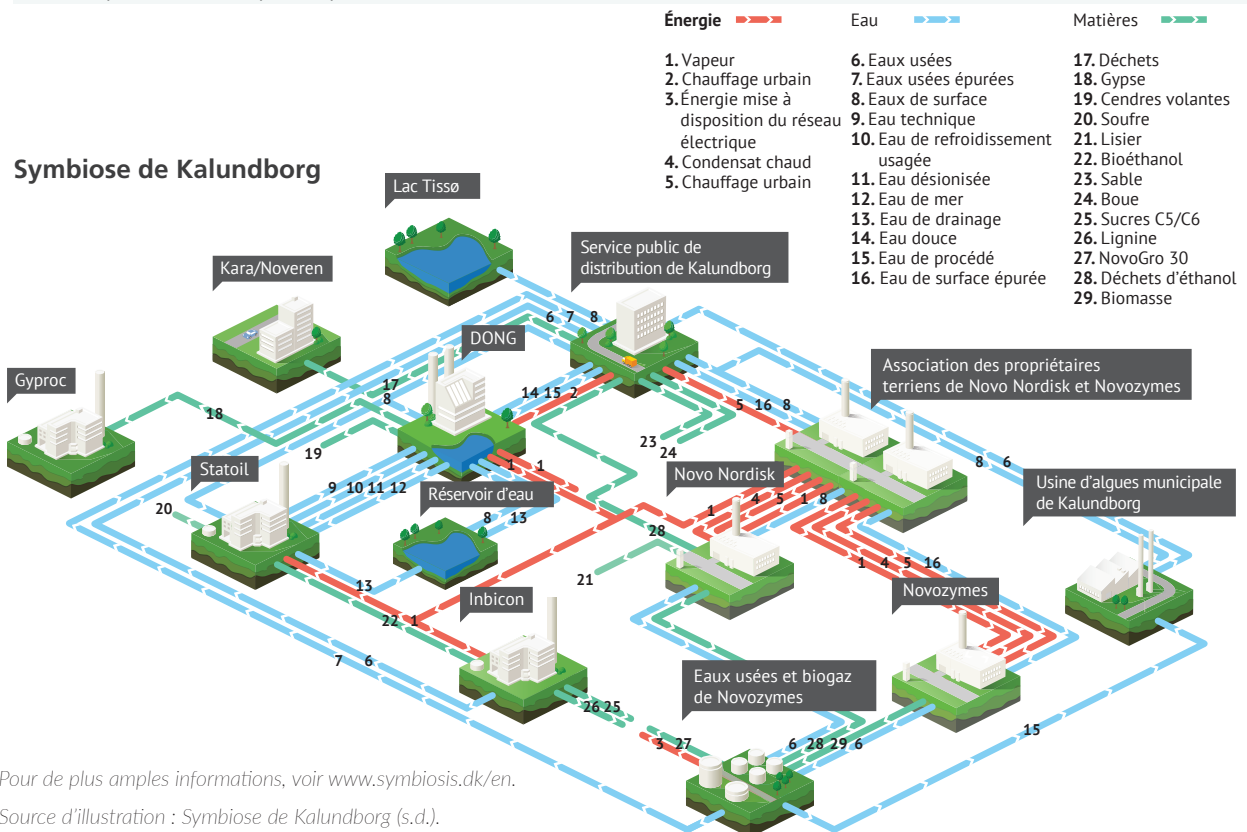 Énergie
1. Vapeur
2. Chauffage urbain
3. Énergie mise à
disposition du réseau
électrique
4. Condensat chaud
5. Chauffage urbain
Eau
6. Eaux usées
7. Eaux usées épurées
8. Eaux de surface
9. Eau technique
10. Eau de refroidissement
usagée
11. Eau désionisée
12. Eau de mer
13. Eau de drainage
14. Eau douce
15. Eau de procédé
16. Eau de surface épurée
Matières
17. Déchets
18. Gypse
19. Cendres volantes
20. Soufre
21. Lisier
22. Bioéthanol
23. Sable
24. Boue
25. Sucres C5/C6
26. Lignine
27. NovoGro 30
28. Déchets d'éthanol
29. Biomasse
Symbiose de Kalundborg
Lac Tissø
Service public de
distribution de Kalundborg
Kara/Noveren
6 7 8
DONG
Association des propriétaires
terriens de Novo Nordisk et Novozymes
Gyproc
17
8
14 15 2
5 16 8
18
19
23
24
Statoil
1 1
8 6
Novo Nordisk
Usine d'algues municipale
de Kalundborg
9 10 11 12
Réservoir d'eau
20
8 13
1 4 5 1 8
28
21
13
1 4 5 16
Inbicon
Novozymes
22 1
7 6
Eaux usées et biogaz
de Novozymes
26 25
3 27
6 28 29 6
15
Pour de plus amples informations, voir www.symbiosis.dk/en.
Source d'illustration : Symbiose de Kalundborg (s.d.).